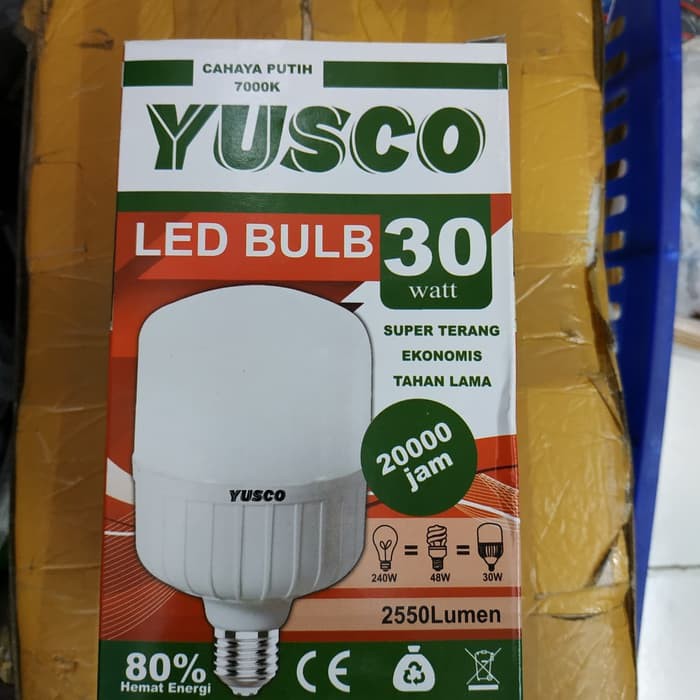 CAHAYA PUTIH
7000K
YUSCO
LED BULB 30
watt
SUPER TERANG
EKONOMIS
TAHAN LAMA
20000
jam
YUSCO
= =
240W 48W 30W
2550Lumen
80%
Hemat Energi
CE